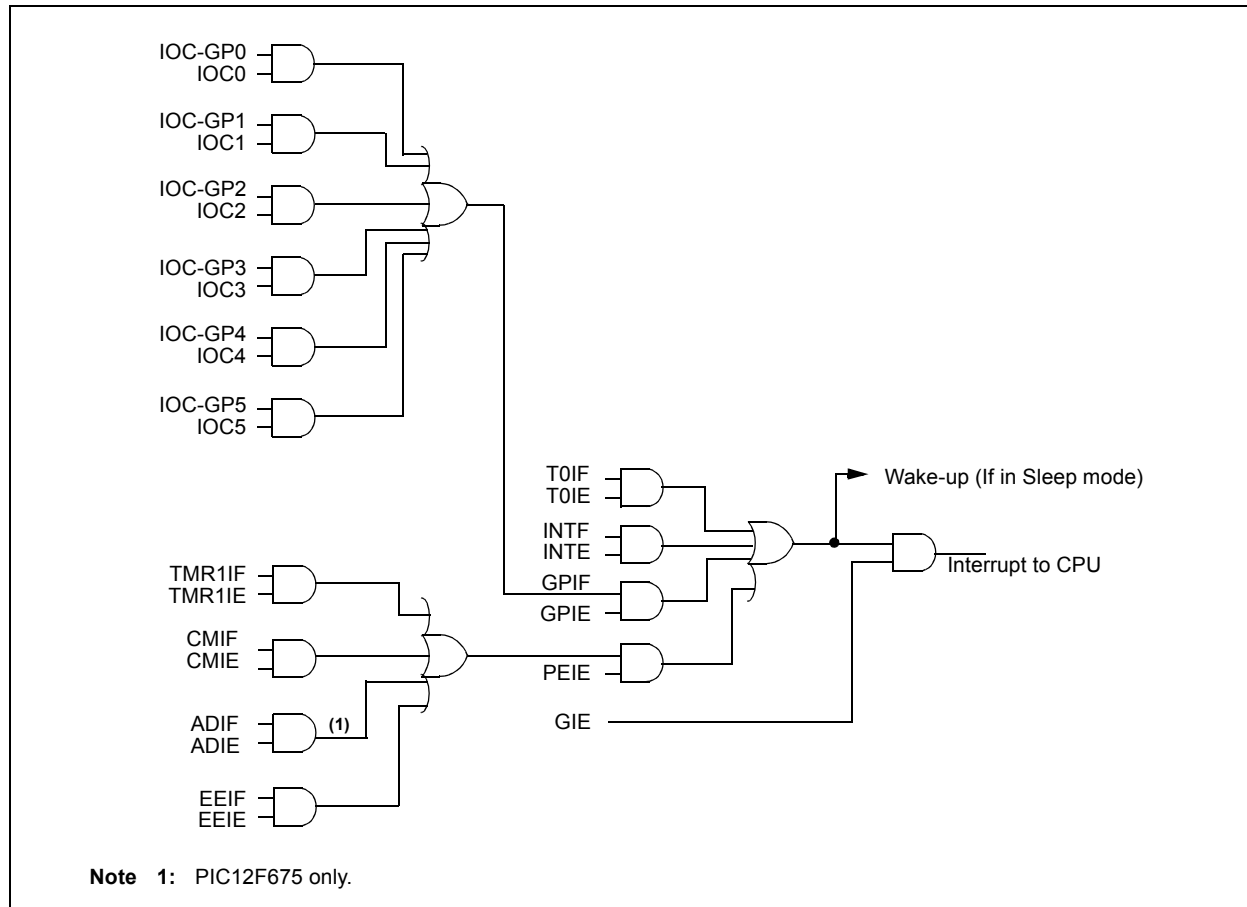 IOC-GP0
IOC0
IOC-GP1
IOC1
IOC-GP2
IOC2
IOC-GP3
IOC3
IOC-GP4
IOC4
IOC-GP5
IOC5
T0IF
T0IE
Wake-up (If in Sleep mode)
INTF
INTE
Interrupt to CPU
GPIF
GPIE
TMR1IF
TMR1IE
CMIF
CMIE
PEIE
ADIF
ADIE
(1)
GIE
EEIF
EEIE
Note 1: PIC12F675 only.